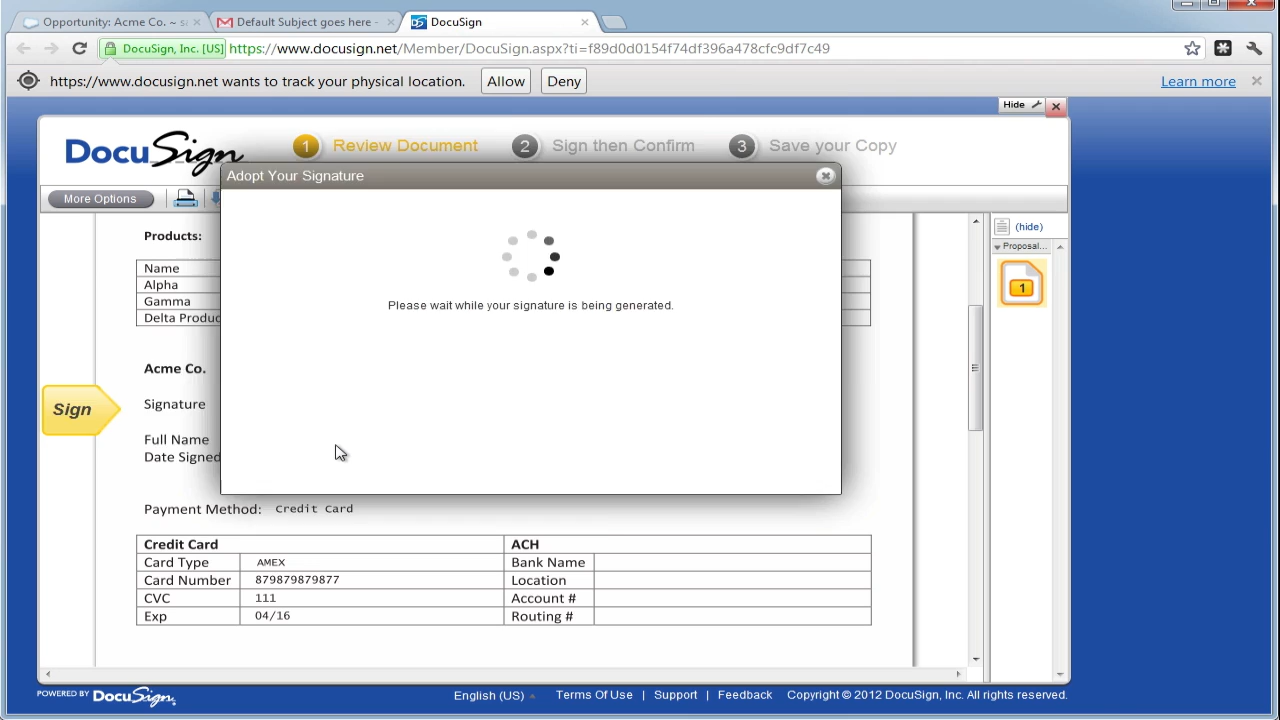 Opportunity: Acme Co. ~
Default Subject goes here -
DocuSign
DocuSign, Inc. [US] https://www.docusign.net/Member/DocuSign.aspx?ti=f89d0d0154f74df396a478cfc9df7c49
https://www.docusign.net wants to track your physical location. Allow Deny Learn more
Hide
DocuSign 1 Review Document 2 Sign then Confirm 3 Save your Copy
Adopt Your Signature
More Options
(hide)
Products:
Proposal...
Name
Alpha
1
Gamma
Delta Produc
Please wait while your signature is being generated.
Acme Co.
Sign
Signature
Full Name
Date Signed
Payment Method: Credit Card
Credit Card ACH
Card Type AMEX Bank Name
Card Number 879879879877 Location
CVC 111 Account #
Exp 04/16 Routing #
POWERED BY DocuSign English (US) Terms Of Use | Support | Feedback Copyright © 2012 DocuSign, Inc. All rights reserved.